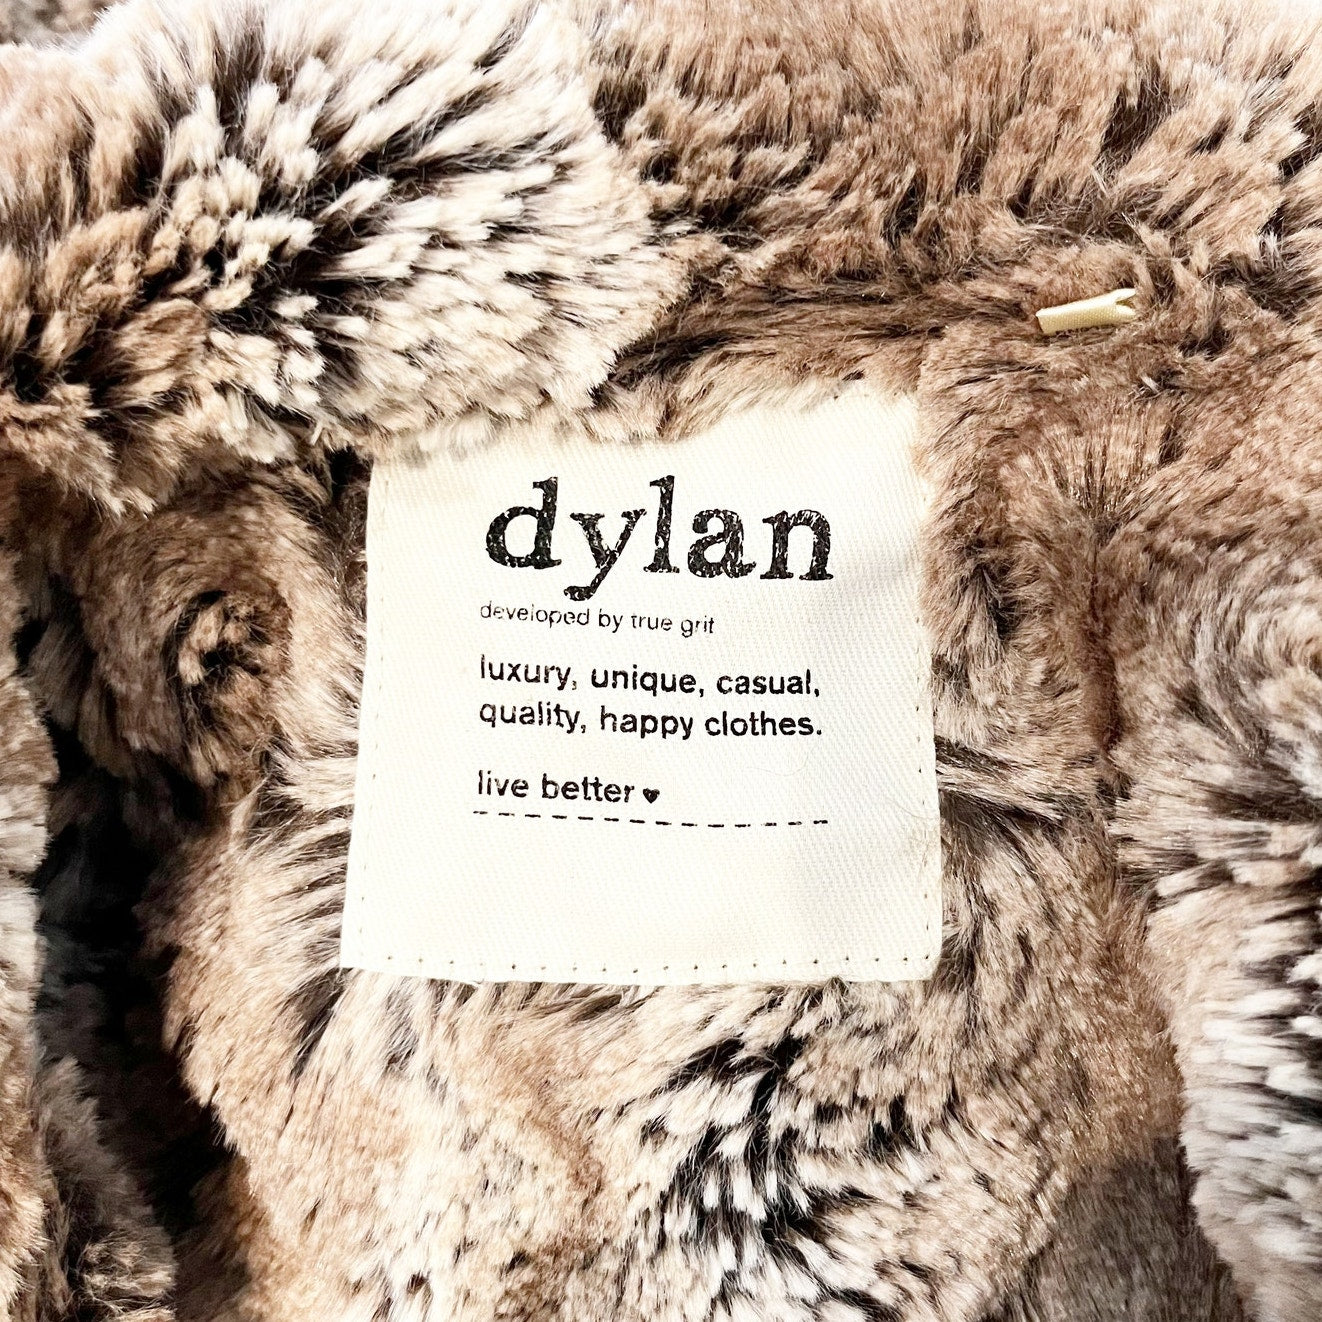 dylan
developed by true grit
luxury, unique, casual,
quality, happy clothes.
live better ♥